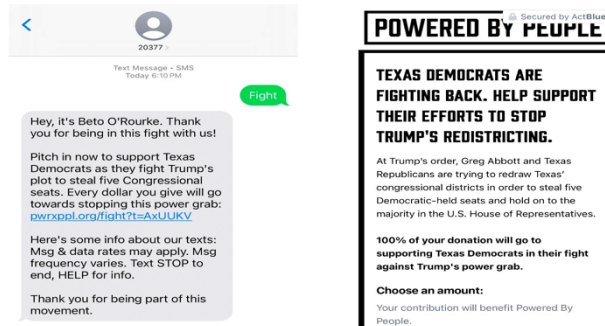 20377 >
Text Message • SMS
Today 6:10 PM
Fight
Hey, it's Beto O'Rourke. Thank
you for being in this fight with us!
Pitch in now to support Texas
Democrats as they fight Trump's
plot to steal five Congressional
seats. Every dollar you give will go
towards stopping this power grab:
pwrxppl.org/fight?t=AxUUKV
Here's some info about our texts:
Msg & data rates may apply. Msg
frequency varies. Text STOP to
end, HELP for info.
Thank you for being part of this
movement.
Secured by ActBlue
POWERED BY PEOPLE
TEXAS DEMOCRATS ARE
FIGHTING BACK. HELP SUPPORT
THEIR EFFORTS TO STOP
TRUMP'S REDISTRICTING.
At Trump's order, Greg Abbott and Texas
Republicans are trying to redraw Texas'
congressional districts in order to steal five
Democratic-held seats and hold on to the
majority in the U.S. House of Representatives.
100% of your donation will go to
supporting Texas Democrats in their fight
against Trump's power grab.
Choose an amount:
Your contribution will benefit Powered By
People.